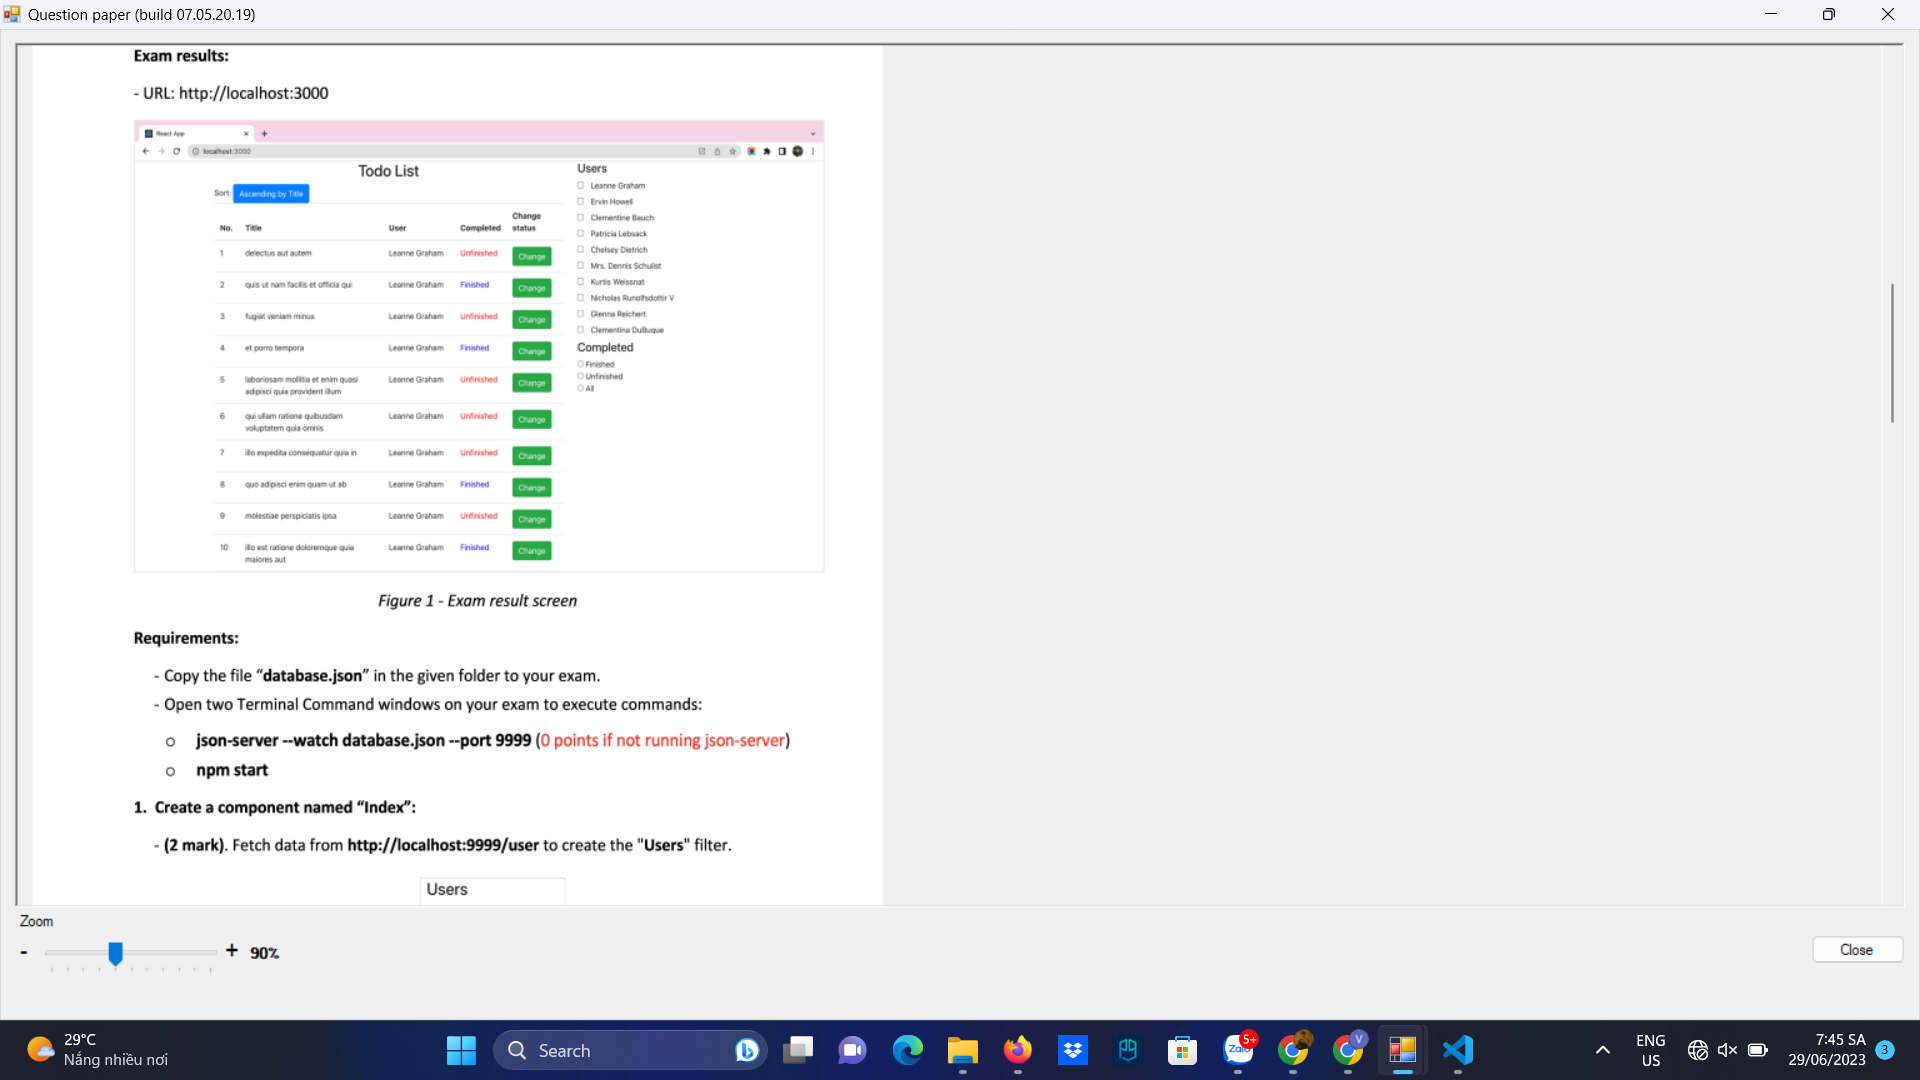 Question paper (build 07.05.20.19)
Exam results:
- URL: http://localhost:3000
React App
localhost:3000
Todo List
Sort: Ascending by Title
No. Title User Completed Change status
1 delectus aut autem Leanne Graham Unfinished Change
2 quis ut nam facilis et officia qui Leanne Graham Finished Change
3 fugiat veniam minus Leanne Graham Unfinished Change
4 et porro tempora Leanne Graham Finished Change
5 laboriosam mollitia et enim quasi Leanne Graham Unfinished Change
adipisci quia provident illum
6 qui ullam ratione quibusdam Leanne Graham Unfinished Change
voluptatem quia omnis
7 illo expedita consequatur quia in Leanne Graham Unfinished Change
8 quo adipisci enim quam ut ab Leanne Graham Finished Change
9 molestiae perspiciatis ipsa Leanne Graham Unfinished Change
10 illo est ratione doloremque quia Leanne Graham Finished Change
maiores aut
Users
Leanne Graham
Ervin Howell
Clementine Bauch
Patricia Lebsack
Chelsey Dietrich
Mrs. Dennis Schulist
Kurtis Weissnat
Nicholas Runolfsdottir V
Glenna Reichert
Clementina DuBuque
Completed
Finished
Unfinished
All
Figure 1 - Exam result screen
Requirements:
- Copy the file “database.json” in the given folder to your exam.
- Open two Terminal Command windows on your exam to execute commands:
o json-server --watch database.json --port 9999 (0 points if not running json-server)
o npm start
1. Create a component named “Index”:
- (2 mark). Fetch data from http://localhost:9999/user to create the "Users" filter.
Users
Zoom
- + 90%
Close
29°C
Nắng nhiều nơi
Search
Zalo
5+
V
ENG
US
7:45 SA
29/06/2023
3